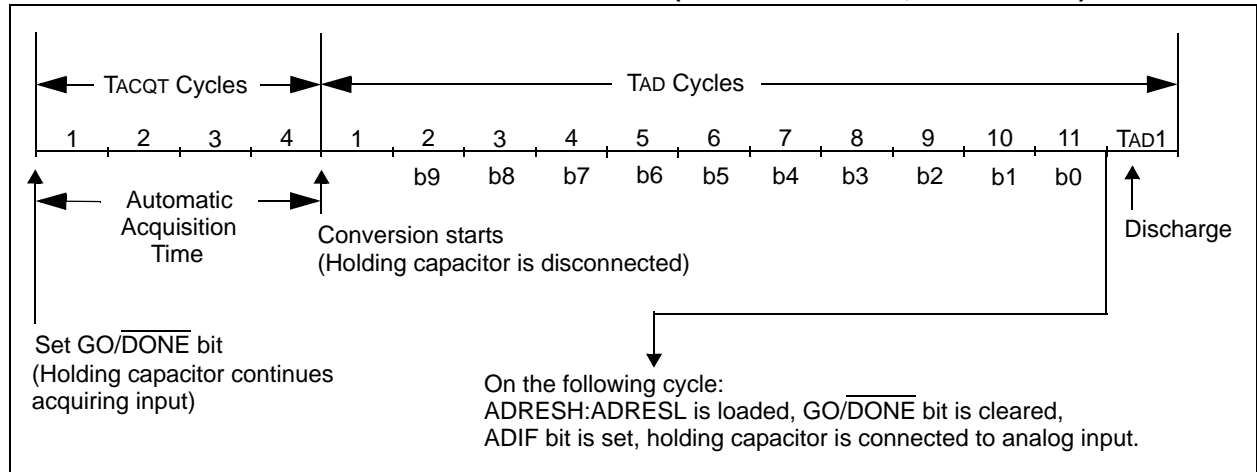 TACQT Cycles TAD Cycles
1 2 3 4 1 2 3 4 5 6 7 8 9 10 11 TAD1
b9 b8 b7 b6 b5 b4 b3 b2 b1 b0
Automatic
Acquisition
Time
Conversion starts
(Holding capacitor is disconnected)
Discharge
Set GO/DONE bit
(Holding capacitor continues
acquiring input)
On the following cycle:
ADRESH:ADRESL is loaded, GO/DONE bit is cleared,
ADIF bit is set, holding capacitor is connected to analog input.